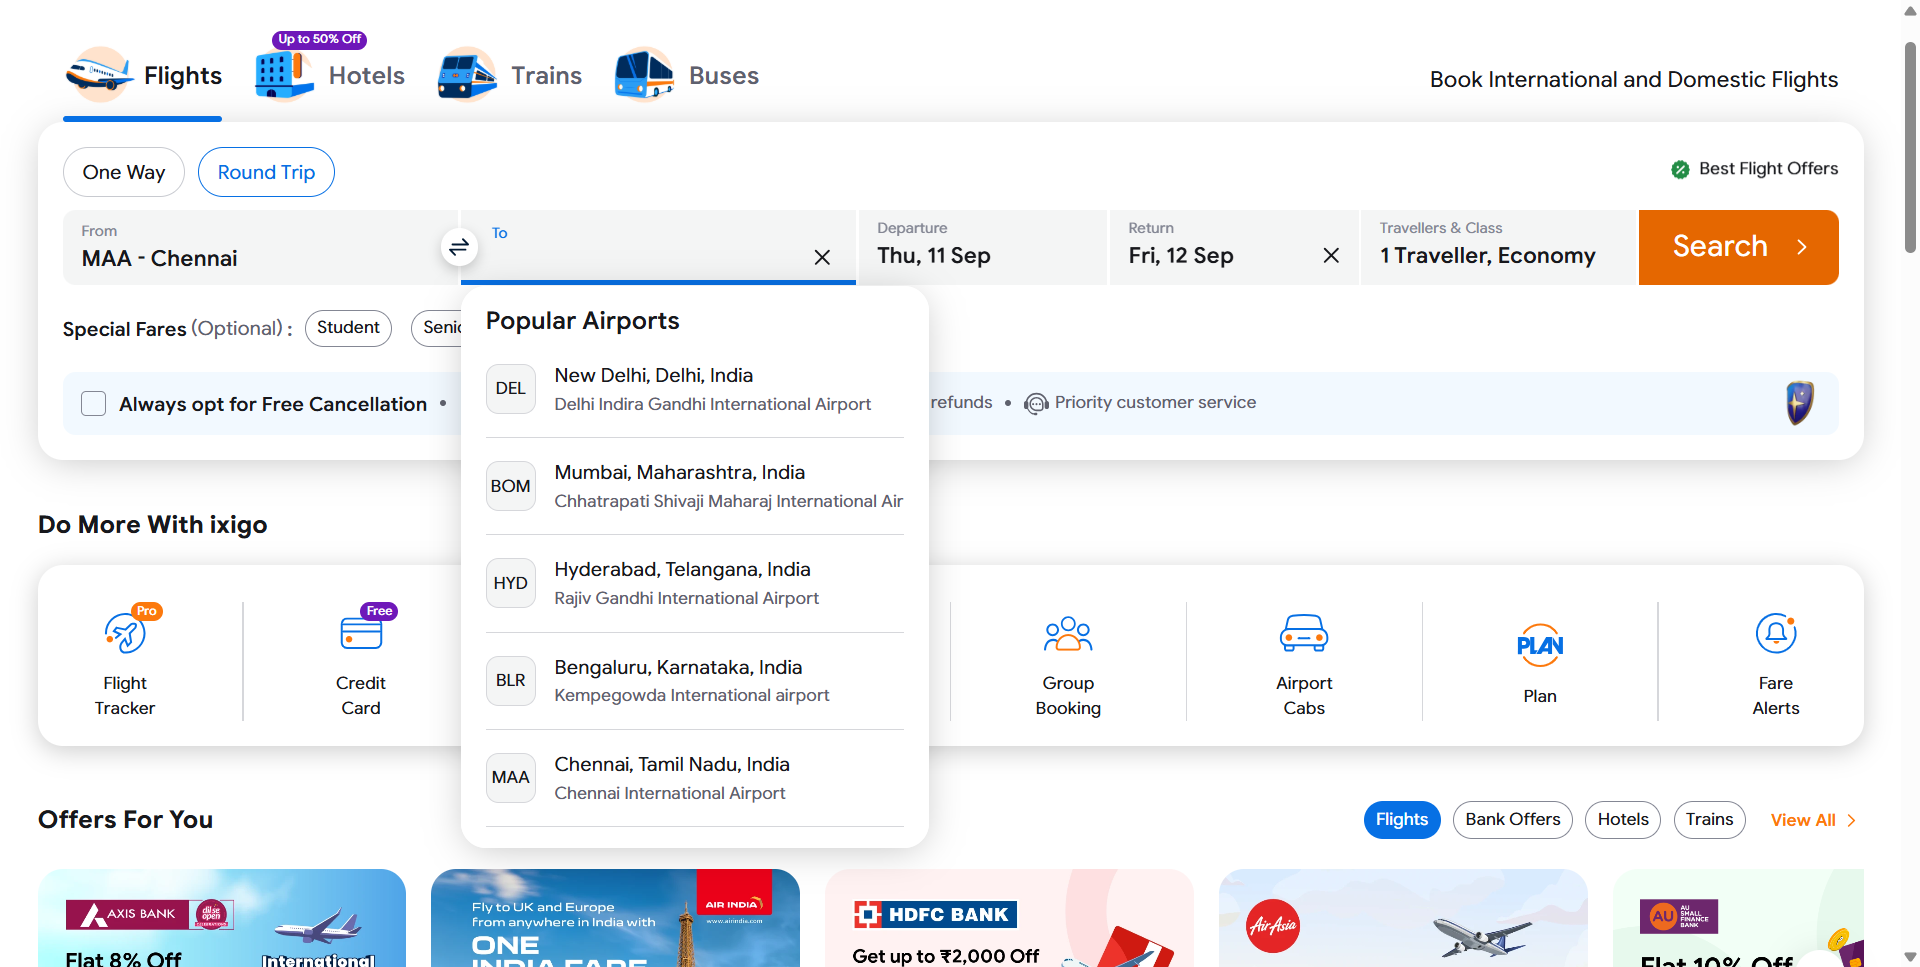 Up to 50% Off
Flights
Hotels
Trains
Buses
Book International and Domestic Flights
One Way
Round Trip
Best Flight Offers
From
MAA - Chennai
To
Departure
Thu, 11 Sep
Return
Fri, 12 Sep
Travellers & Class
1 Traveller, Economy
Search
Special Fares (Optional) :
Student
Senic
Popular Airports
DEL
New Delhi, Delhi, India
Delhi Indira Gandhi International Airport
BOM
Mumbai, Maharashtra, India
Chhatrapati Shivaji Maharaj International Air
HYD
Hyderabad, Telangana, India
Rajiv Gandhi International Airport
BLR
Bengaluru, Karnataka, India
Kempegowda International airport
MAA
Chennai, Tamil Nadu, India
Chennai International Airport
Always opt for Free Cancellation •
refunds • Priority customer service
Do More With ixigo
Pro
Flight
Tracker
Free
Credit
Card
Group
Booking
Airport
Cabs
PLAN
Plan
Fare
Alerts
Offers For You
Flights
Bank Offers
Hotels
Trains
View All
AXIS BANK
dil se
open
Flat 8% Off
International
Fly to UK and Europe
from anywhere in India with
ONE
INDIA FARE
AIR INDIA
www.airindia.com
HDFC BANK
Get up to ₹2,000 Off
AirAsia
AU
AU
SMALL
FINANCE
BANK
Flat 10% Off